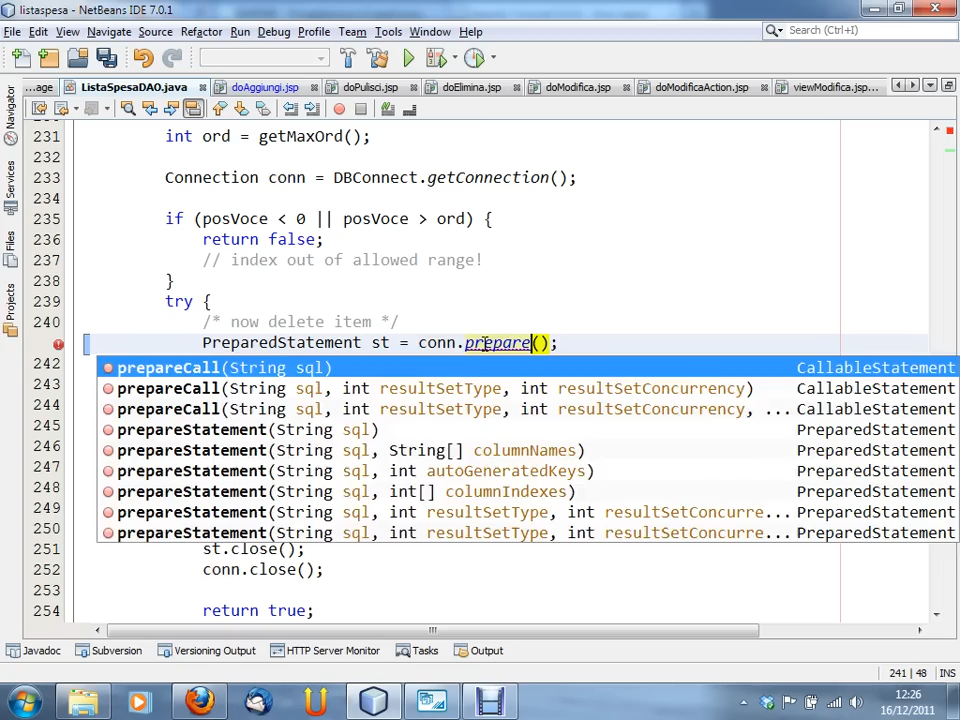 listaspesa - NetBeans IDE 7.0.1
File Edit View Navigate Source Refactor Run Debug Profile Team Tools Window Help
Search (Ctrl+I)
...age ListaSpesaDAO.java doAggiungi.jsp doPulisci.jsp doElimina.jsp doModifica.jsp doModificaAction.jsp viewModifica.jsp...
Navigator
Services
Files
Projects
231 int ord = getMaxOrd();
232
233 Connection conn = DBConnect.getConnection();
234
235 if (posVoce < 0 || posVoce > ord) {
236 return false;
237 // index out of allowed range!
238 }
239 try {
240 /* now delete item */
PreparedStatement st = conn.prepare();
242
243
244
245
246
247
248
249
250
prepareCall(String sql) CallableStatement
prepareCall(String sql, int resultSetType, int resultSetConcurrency) CallableStatement
prepareCall(String sql, int resultSetType, int resultSetConcurrency, ... CallableStatement
prepareStatement(String sql) PreparedStatement
prepareStatement(String sql, String[] columnNames) PreparedStatement
prepareStatement(String sql, int autoGeneratedKeys) PreparedStatement
prepareStatement(String sql, int[] columnIndexes) PreparedStatement
prepareStatement(String sql, int resultSetType, int resultSetConcurre... PreparedStatement
prepareStatement(String sql, int resultSetType, int resultSetConcurre... PreparedStatement
251 st.close();
252 conn.close();
253
254 return true;
Javadoc Subversion Versioning Output HTTP Server Monitor Tasks Output
241 | 48 INS
12:26
16/12/2011